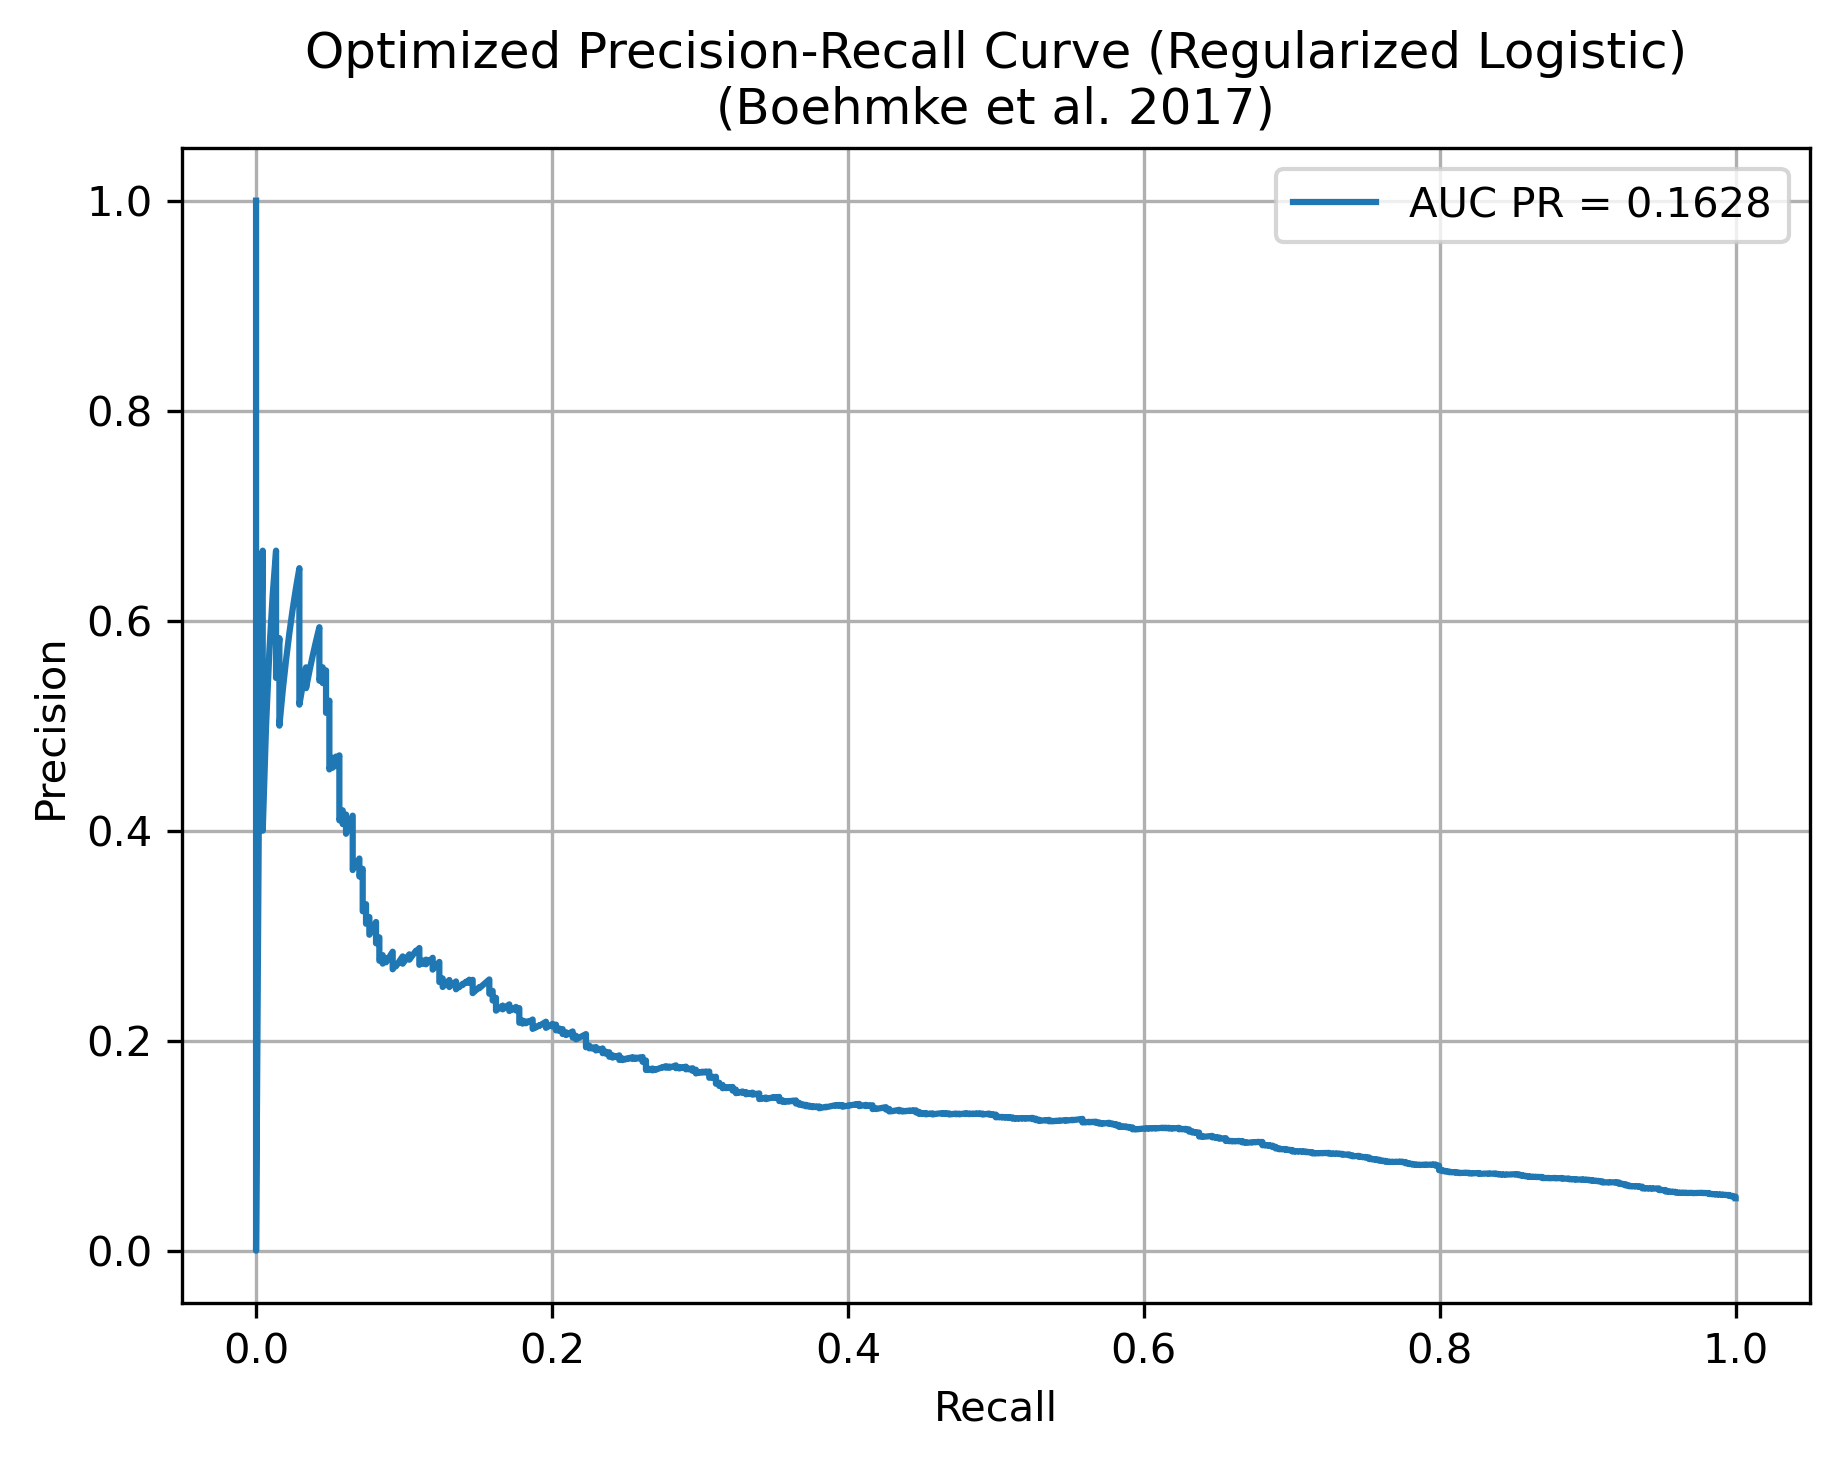 Optimized Precision-Recall Curve (Regularized Logistic)
(Boehmke et al. 2017)
AUC PR = 0.1628
Precision
1.0
0.8
0.6
0.4
0.2
0.0
0.0 0.2 0.4 0.6 0.8 1.0
Recall